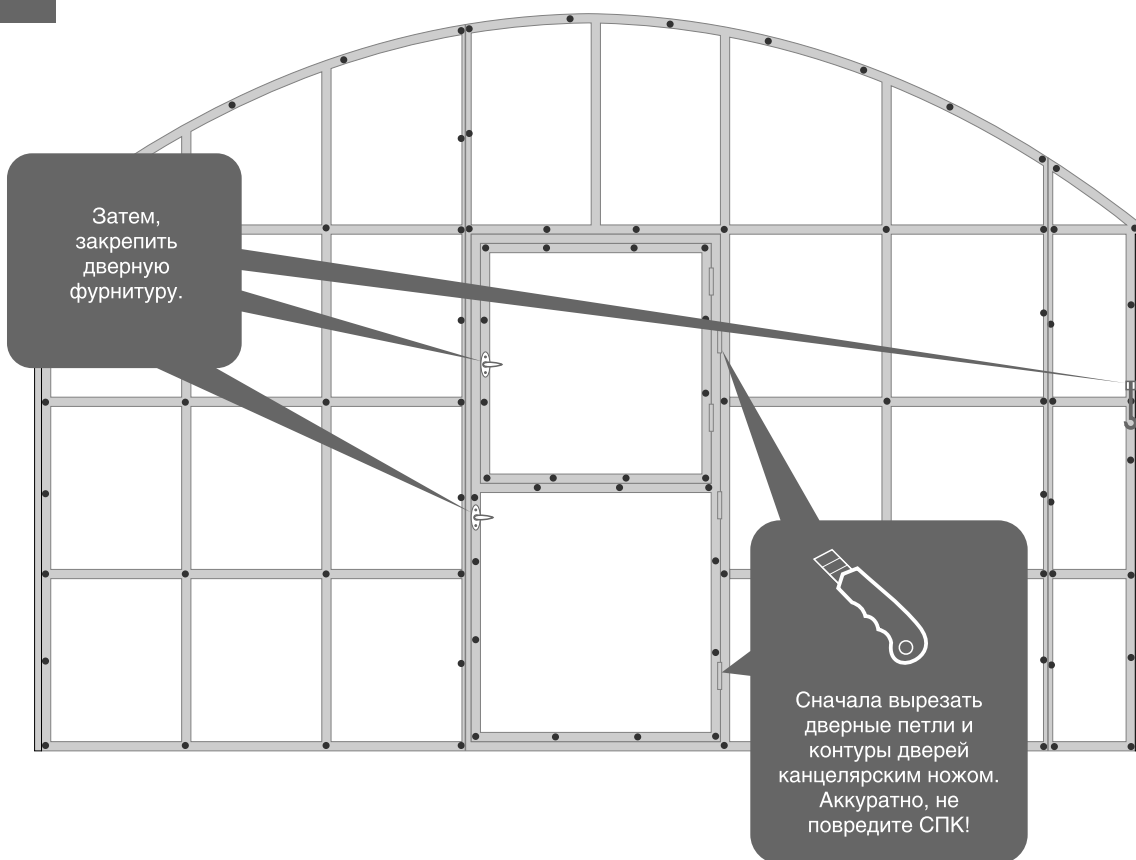 Затем,
закрепить
дверную
фурнитуру.
Сначала вырезать
дверные петли и
контуры дверей
канцелярским ножом.
Аккуратно, не
повредите СПК!